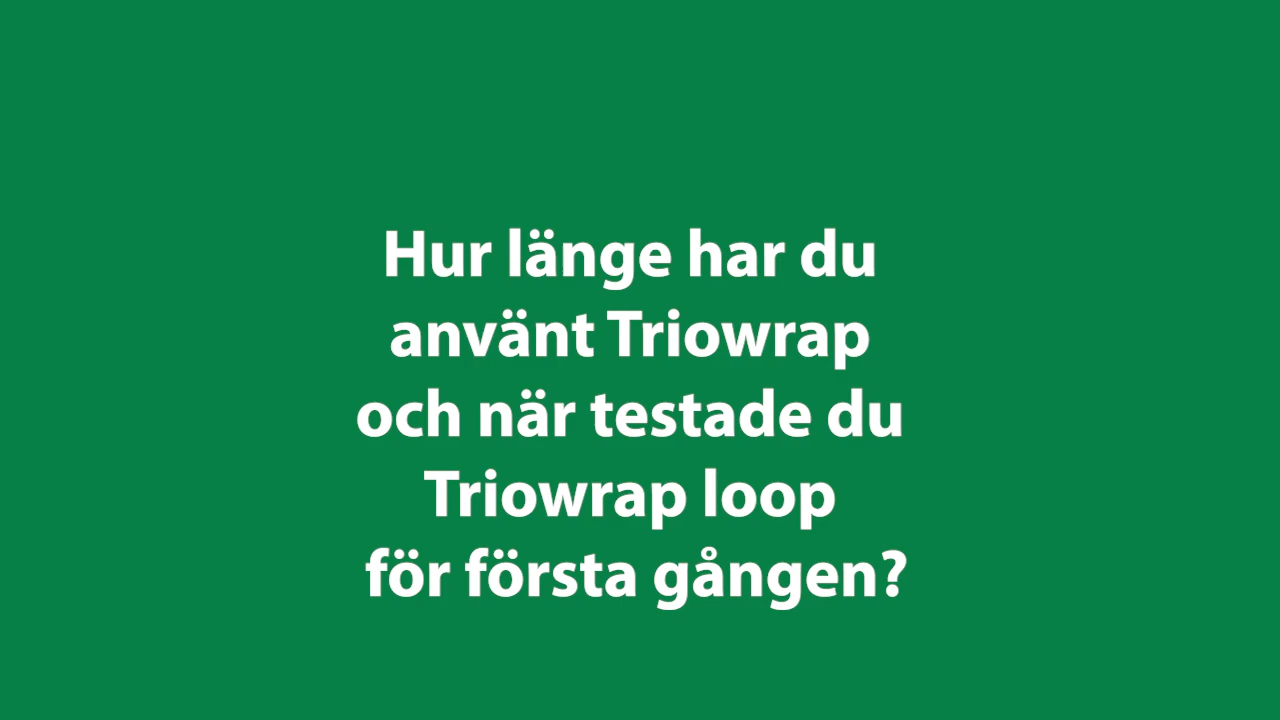 Hur länge har du
använt Triowrap
och när testade du
Triowrap loop
för första gången?